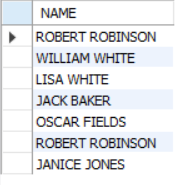 NAME
ROBERT ROBINSON
WILLIAM WHITE
LISA WHITE
JACK BAKER
OSCAR FIELDS
ROBERT ROBINSON
JANICE JONES